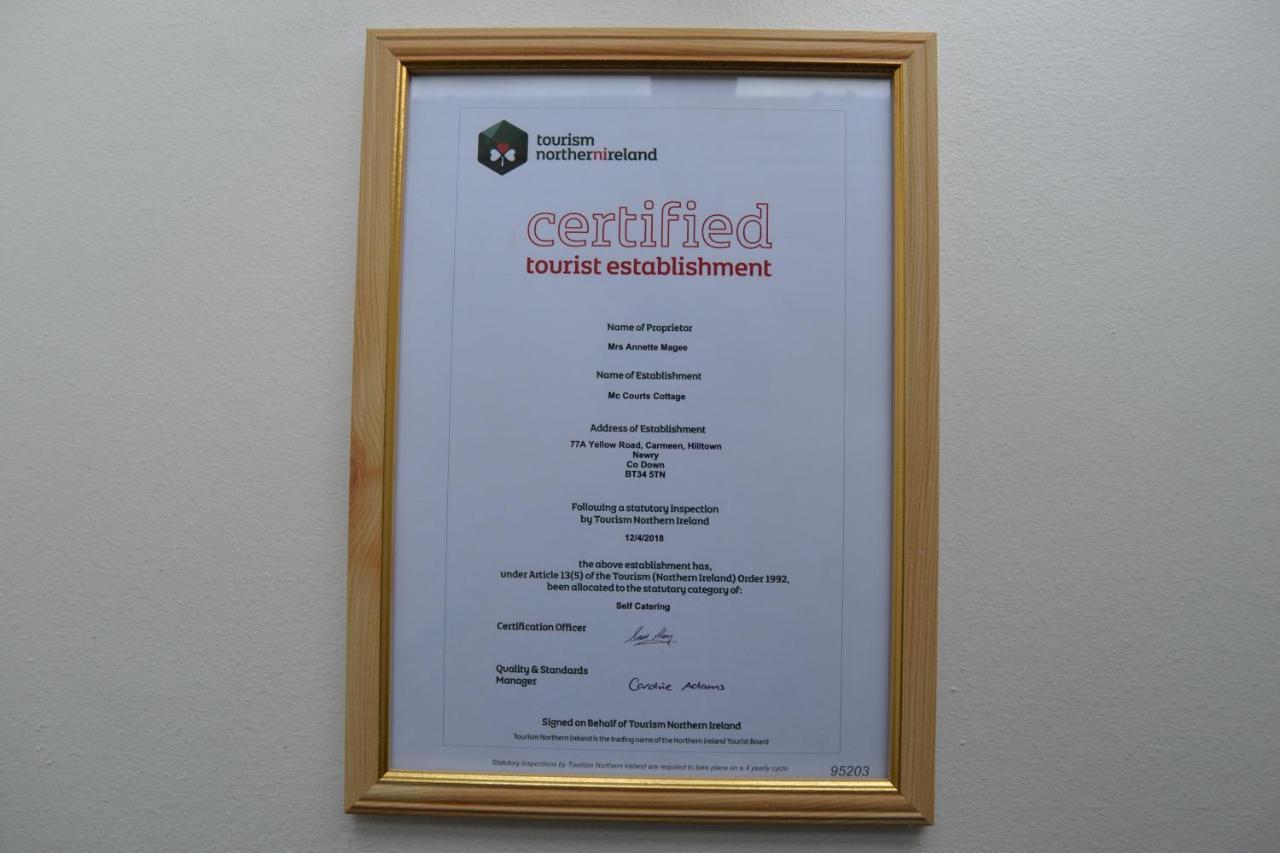 tourism
northernireland
certified
tourist establishment
Name of Proprietor
Mrs Annette Magee
Name of Establishment
Mc Courts Cottage
Address of Establishment
77A Yellow Road, Carmeen, Hilltown
Newry
Co Down
BT34 5TN
Following a statutory inspection
by Tourism Northern Ireland
12/4/2018
the above establishment has,
under Article 13(5) of the Tourism (Northern Ireland) Order 1992,
been allocated to the statutory category of:
Self Catering
Certification Officer
Quality & Standards
Manager
Caroline Adams
Signed on Behalf of Tourism Northern Ireland
Tourism Northern Ireland is the trading name of the Northern Ireland Tourist Board
Statutory inspections by Tourism Northern Ireland are required to take place on a 4 yearly cycle
95203